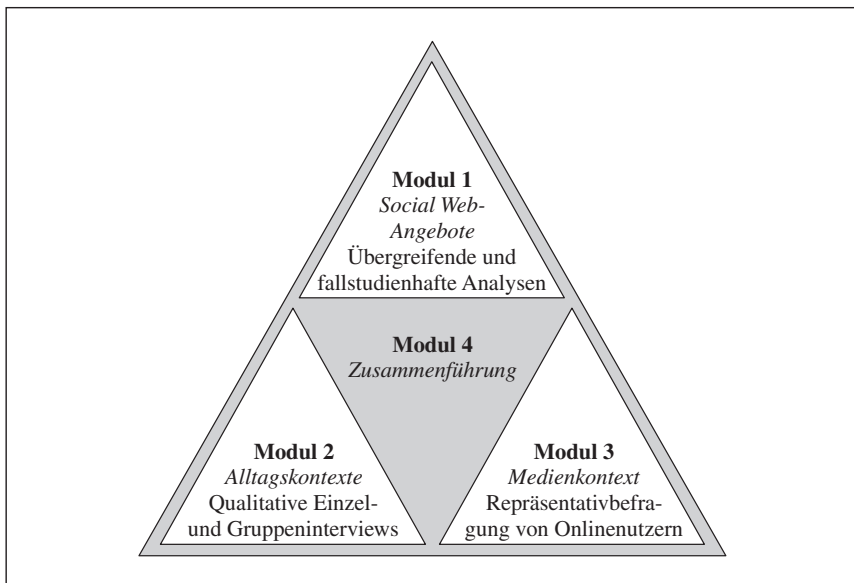 Modul 1
Social Web-
Angebote
Übergreifende und
fallstudienhafte Analysen
Modul 4
Zusammenführung
Modul 2
Alltagskontexte
Qualitative Einzel-
und Gruppeninterviews
Modul 3
Medienkontext
Repräsentativbefra-
gung von Onlinenutzern